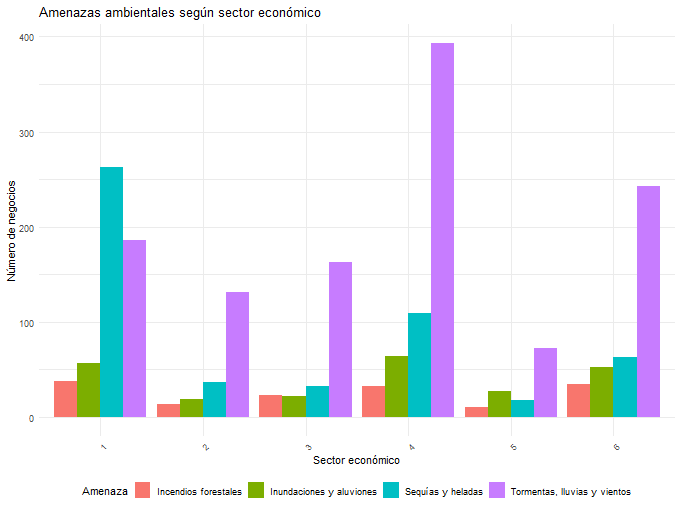 Amenazas ambientales según sector económico
Número de negocios
400
300
200
100
0
1
2
3
4
5
6
Sector económico
Amenaza
Incendios forestales
Inundaciones y aluviones
Sequías y heladas
Tormentas, lluvias y vientos